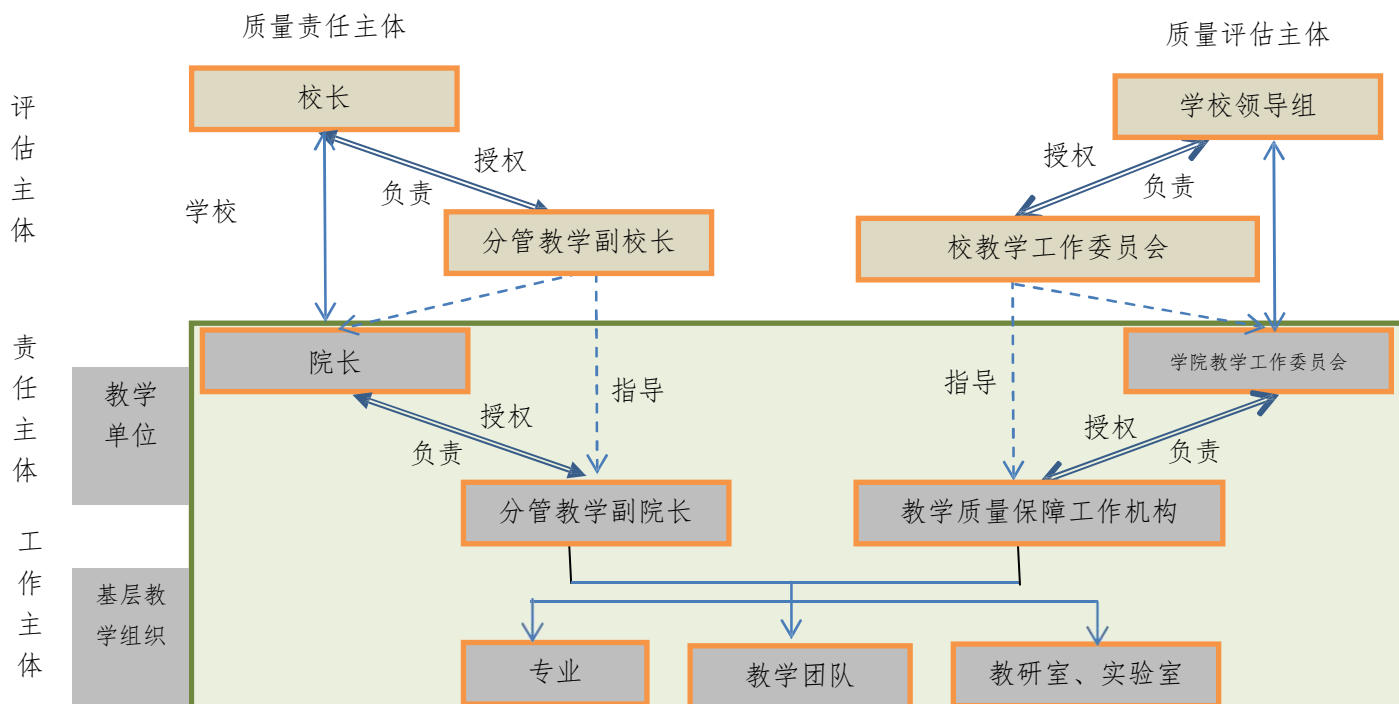 质量责任主体
质量评估主体
评估主体
校长
学校领导组
授权
负责
授权
负责
学校
分管教学副校长
校教学工作委员会
责任主体
院长
学院教学工作委员会
教学
单位
指导
指导
授权
负责
授权
负责
分管教学副院长
教学质量保障工作机构
工作主体
基层教
学组织
专业
教学团队
教研室、实验室